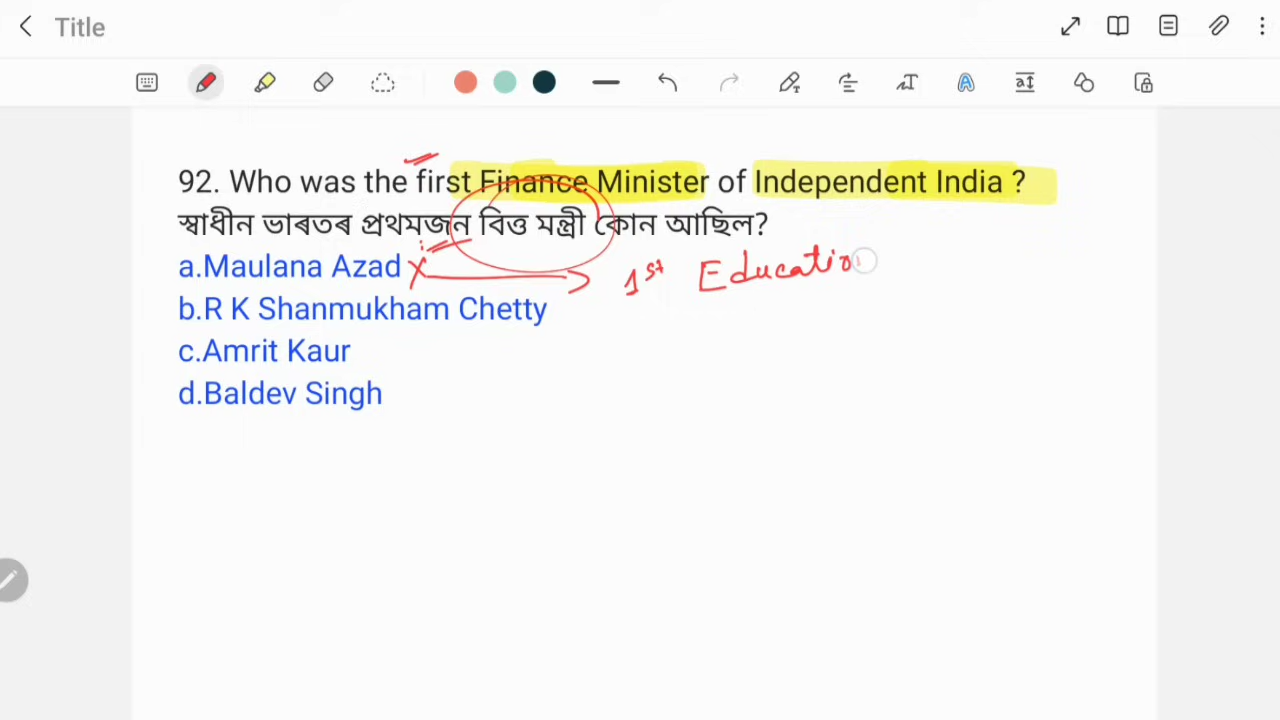 Title
92. Who was the first Finance Minister of Independent India ?
স্বাধীন ভাৰতৰ প্ৰথমজন বিত্ত মন্ত্ৰী কোন আছিল?
a.Maulana Azad X → 1st Education
b.R K Shanmukham Chetty
c.Amrit Kaur
d.Baldev Singh